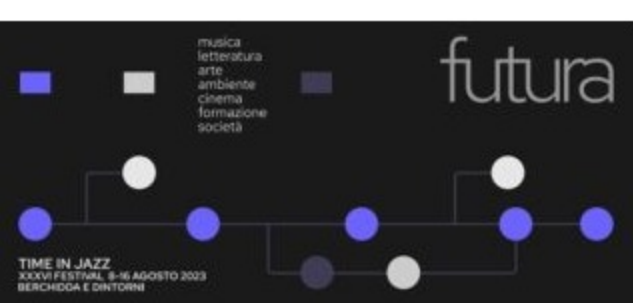 musica
letteratura
arte
ambiente
cinema
formazione
società
futura
TIME IN JAZZ
XXXVI FESTIVAL 8-16 AGOSTO 2023
BERCHIDDA E DINTORNI